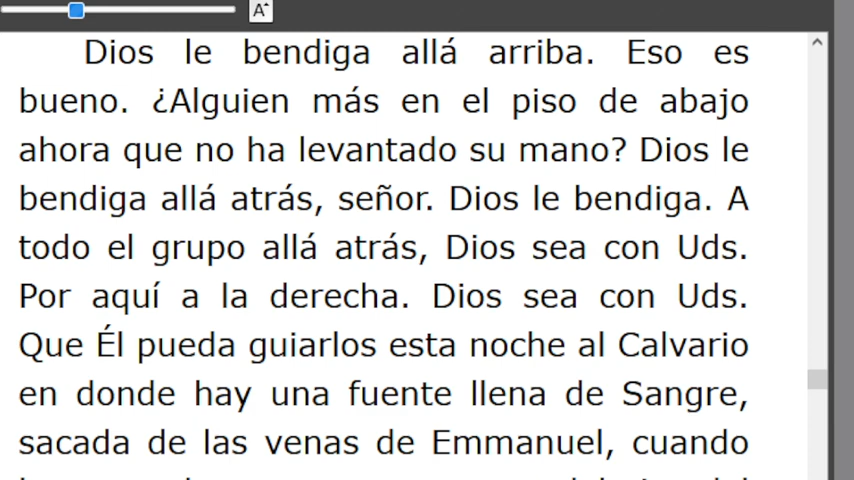 A
Dios le bendiga allá arriba. Eso es
bueno. ¿Alguien más en el piso de abajo
ahora que no ha levantado su mano? Dios le
bendiga allá atrás, señor. Dios le bendiga. A
todo el grupo allá atrás, Dios sea con Uds.
Por aquí a la derecha. Dios sea con Uds.
Que Él pueda guiarlos esta noche al Calvario
en donde hay una fuente llena de Sangre,
sacada de las venas de Emmanuel, cuando